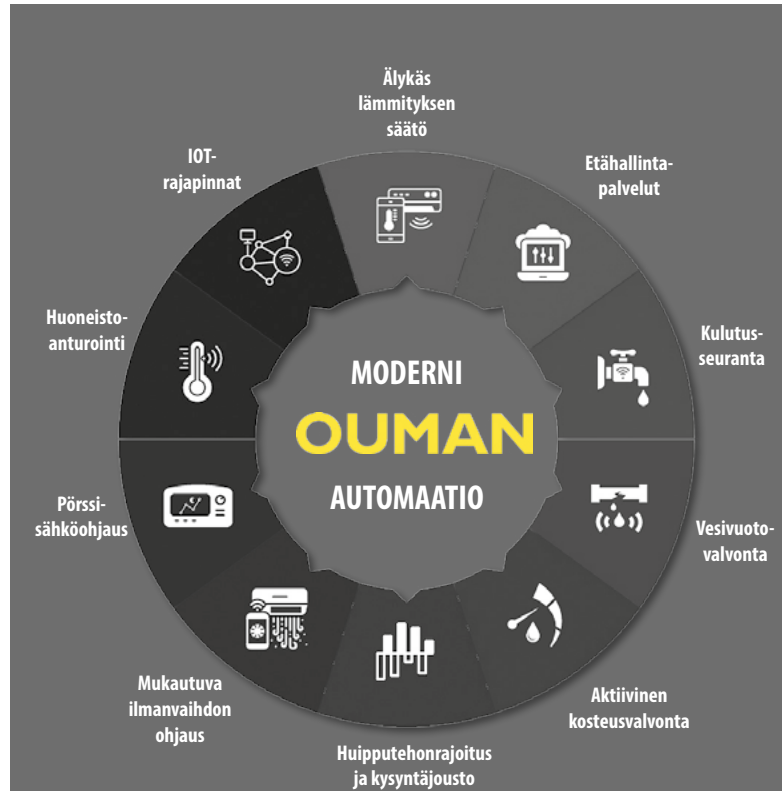 Älykäs
lämmityksen
säätö
Etähallinta-
palvelut
Kulutus-
seuranta
Vesivuoto-
valvonta
Aktiivinen
kosteusvalvonta
Huipputehonrajoitus
ja kysyntäjousto
Mukautuva
ilmanvaihdon
ohjaus
Pörssi-
sähköohjaus
Huoneisto-
anturointi
IOT-
rajapinnat
MODERNI
OUMAN
AUTOMAATIO